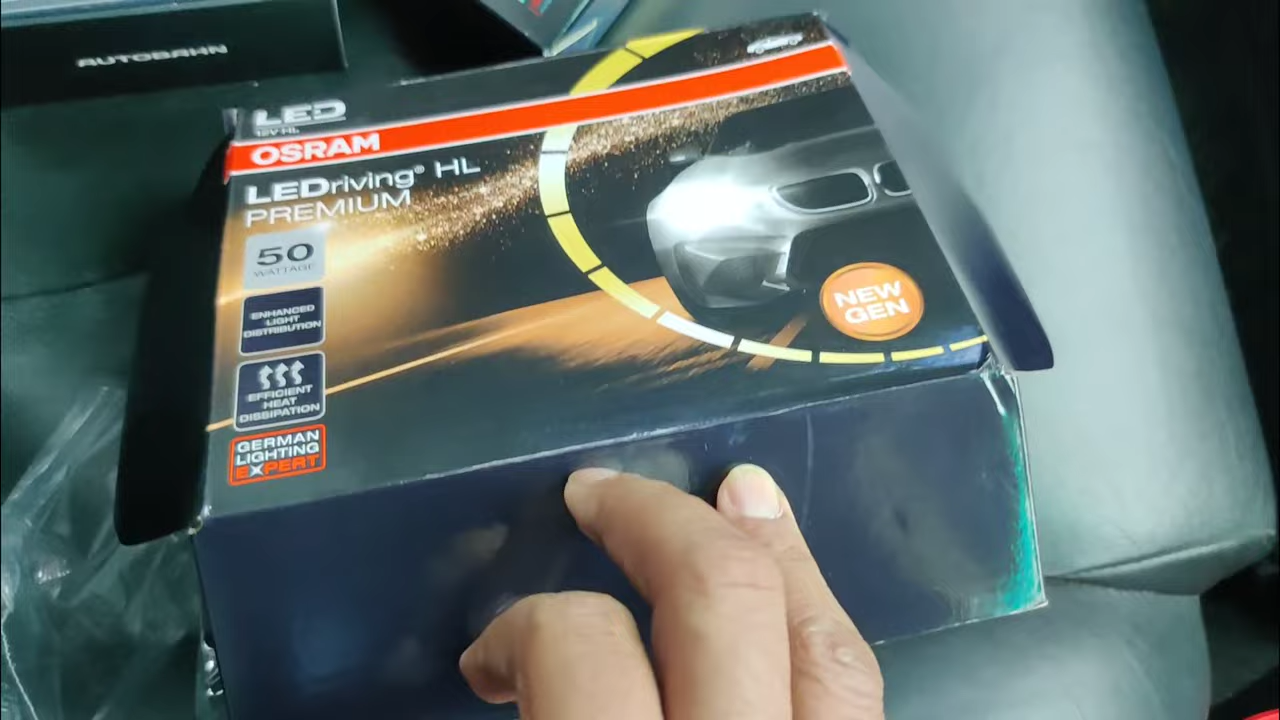 AUTOBAHN
LED
12V HL
OSRAM
LEDriving® HL
PREMIUM
50
WATTAGE
ENHANCED
LIGHT
DISTRIBUTION
EFFICIENT
HEAT
DISSIPATION
GERMAN
LIGHTING
EXPERT
NEW
GEN